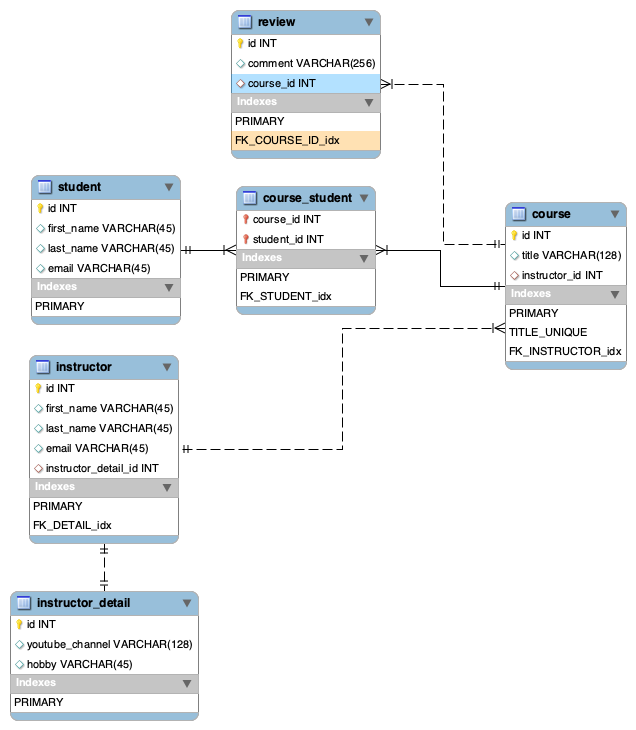 review
id INT
comment VARCHAR(256)
course_id INT
Indexes
PRIMARY
FK_COURSE_ID_idx
student
id INT
first_name VARCHAR(45)
last_name VARCHAR(45)
email VARCHAR(45)
Indexes
PRIMARY
course_student
course_id INT
student_id INT
Indexes
PRIMARY
FK_STUDENT_idx
course
id INT
title VARCHAR(128)
instructor_id INT
Indexes
PRIMARY
TITLE_UNIQUE
FK_INSTRUCTOR_idx
instructor
id INT
first_name VARCHAR(45)
last_name VARCHAR(45)
email VARCHAR(45)
instructor_detail_id INT
Indexes
PRIMARY
FK_DETAIL_idx
instructor_detail
id INT
youtube_channel VARCHAR(128)
hobby VARCHAR(45)
Indexes
PRIMARY